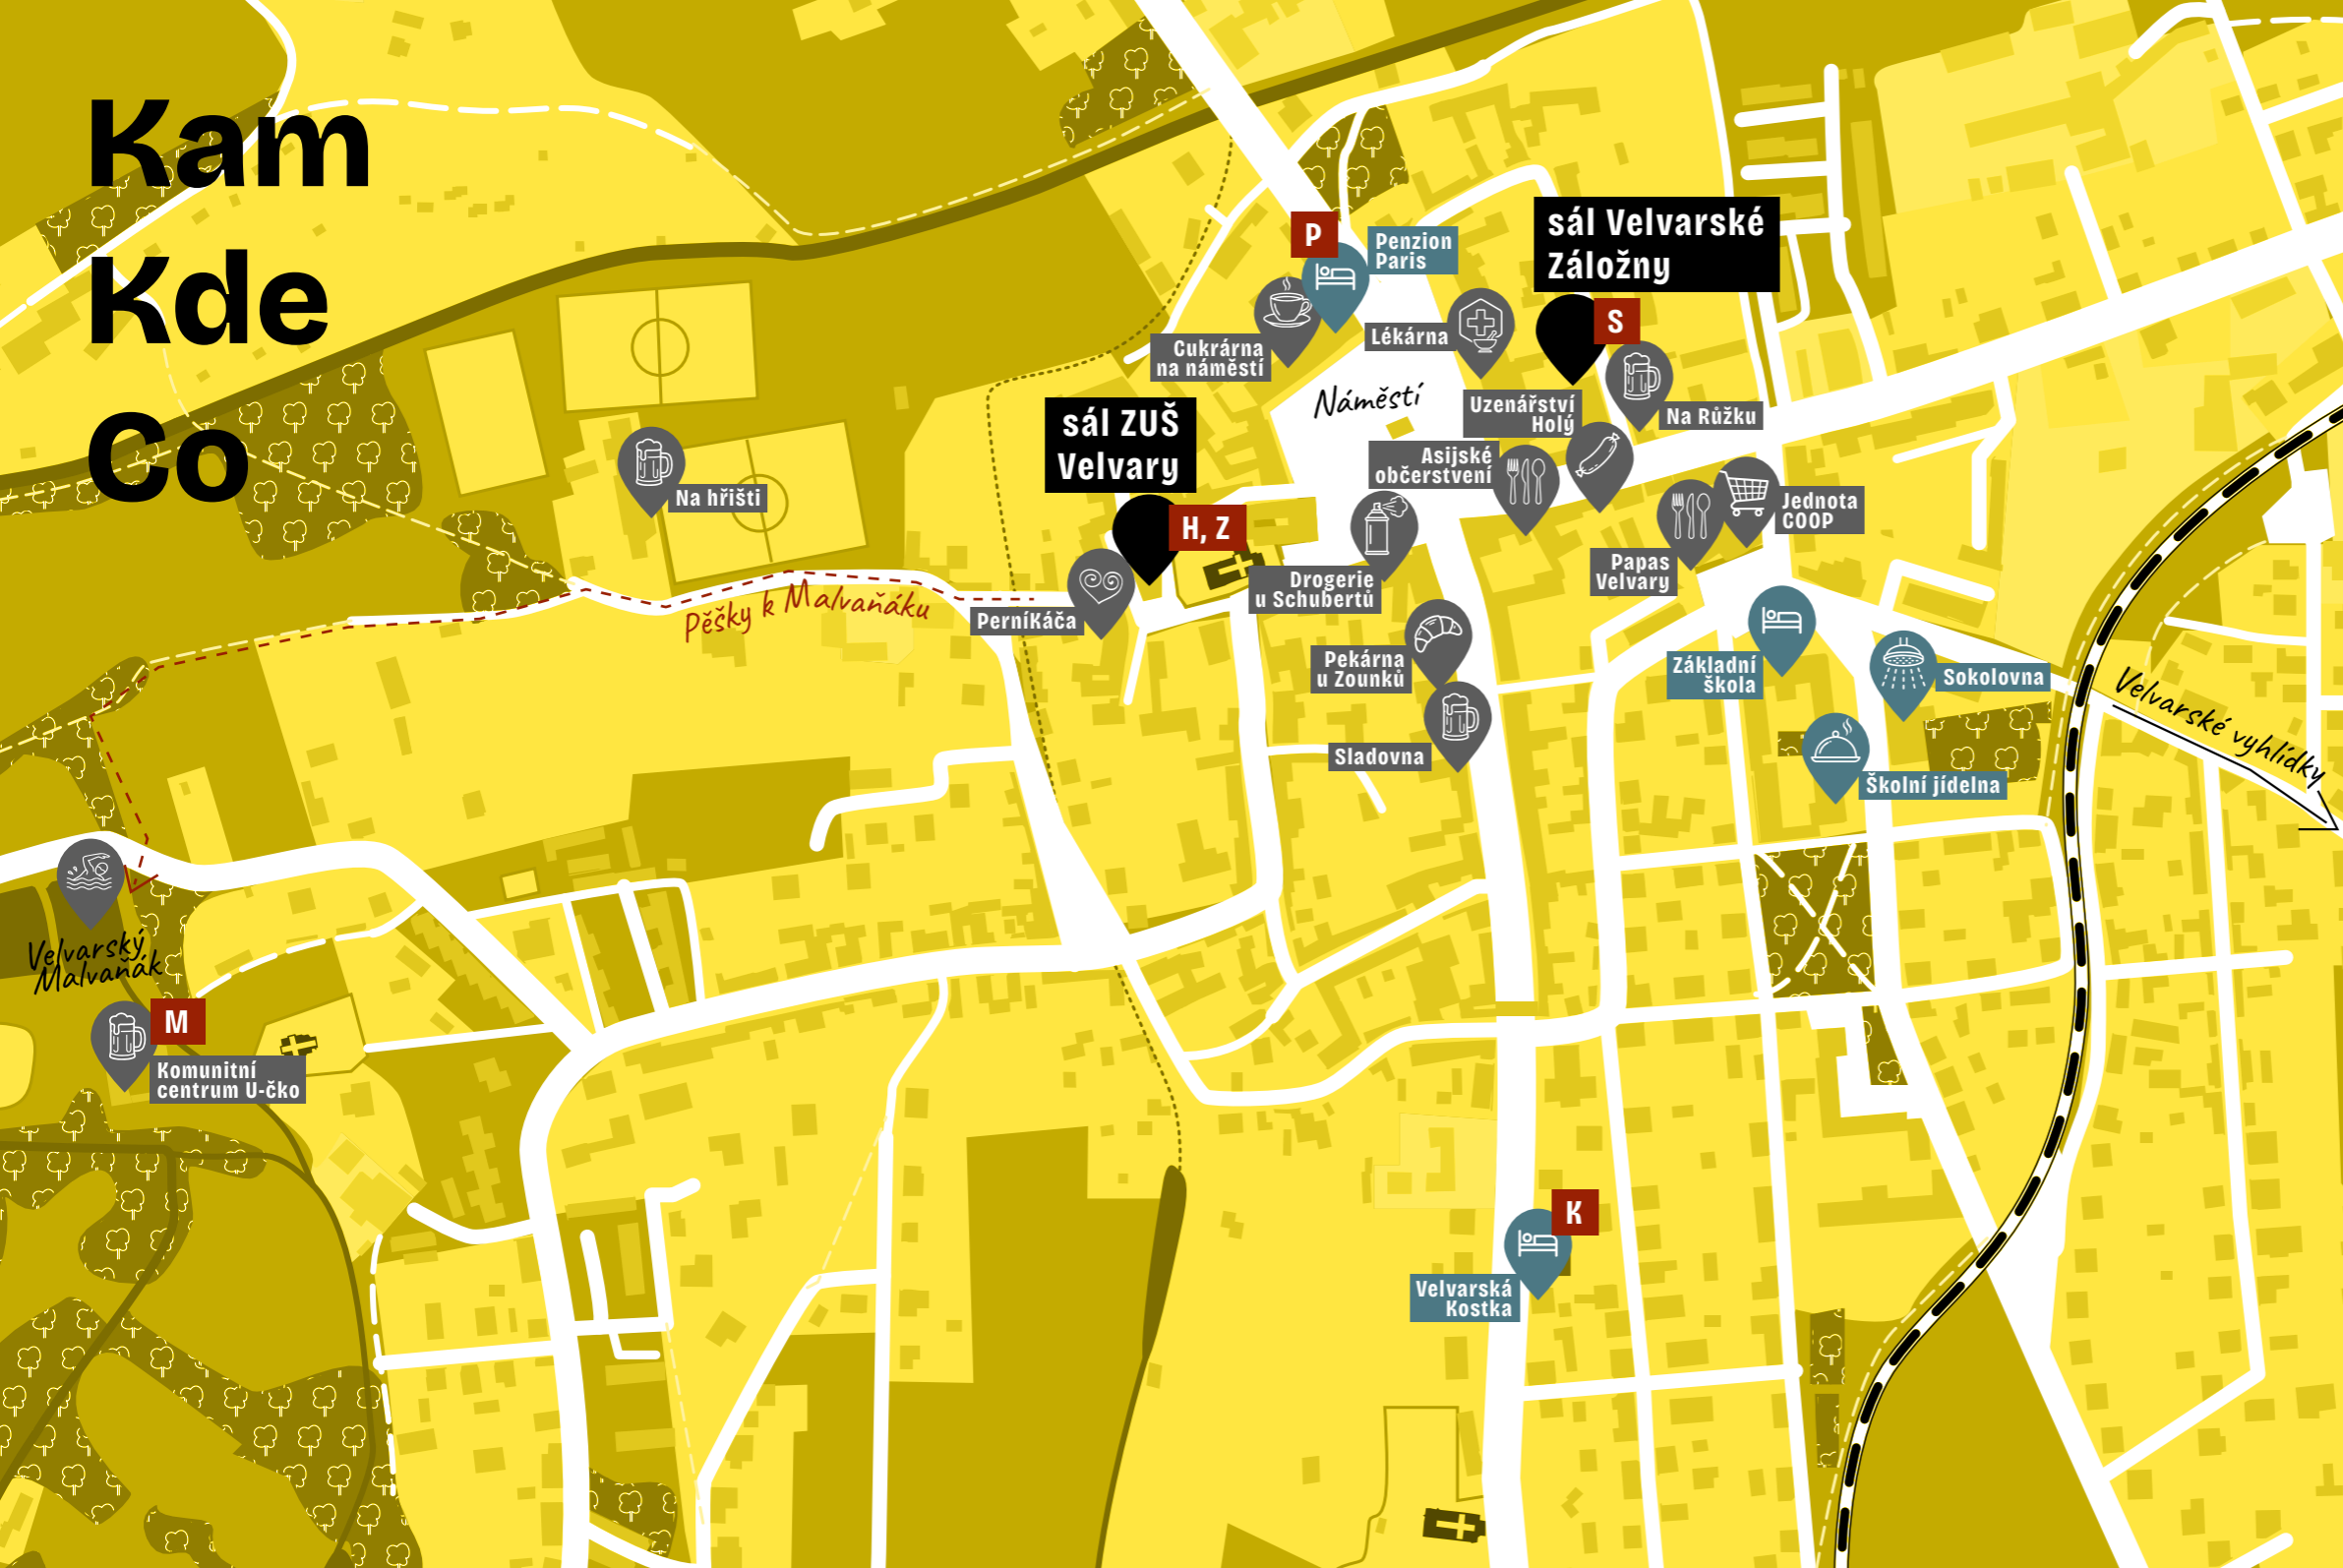 Kam
Kde
Co
P
Penzion
Paris
sál Velvarské
Záložny
S
Cukrárna
na náměstí
Lékárna
Náměstí
Uzenářství
Holý
Na Růžku
sál ZUŠ
Velvary
H, Z
Asijské
občerstvení
Na hřišti
Jednota
COOP
Papas
Velvary
Drogerie
u Schubertů
PerníKáča
Pěšky k Malvaňáku
Pekárna
u Zounků
Základní
škola
Sokolovna
Velvarské vyhlídky
Sladovna
Školní jídelna
Velvarský
Malvaňák
M
Komunitní
centrum U-čko
K
Velvarská
Kostka